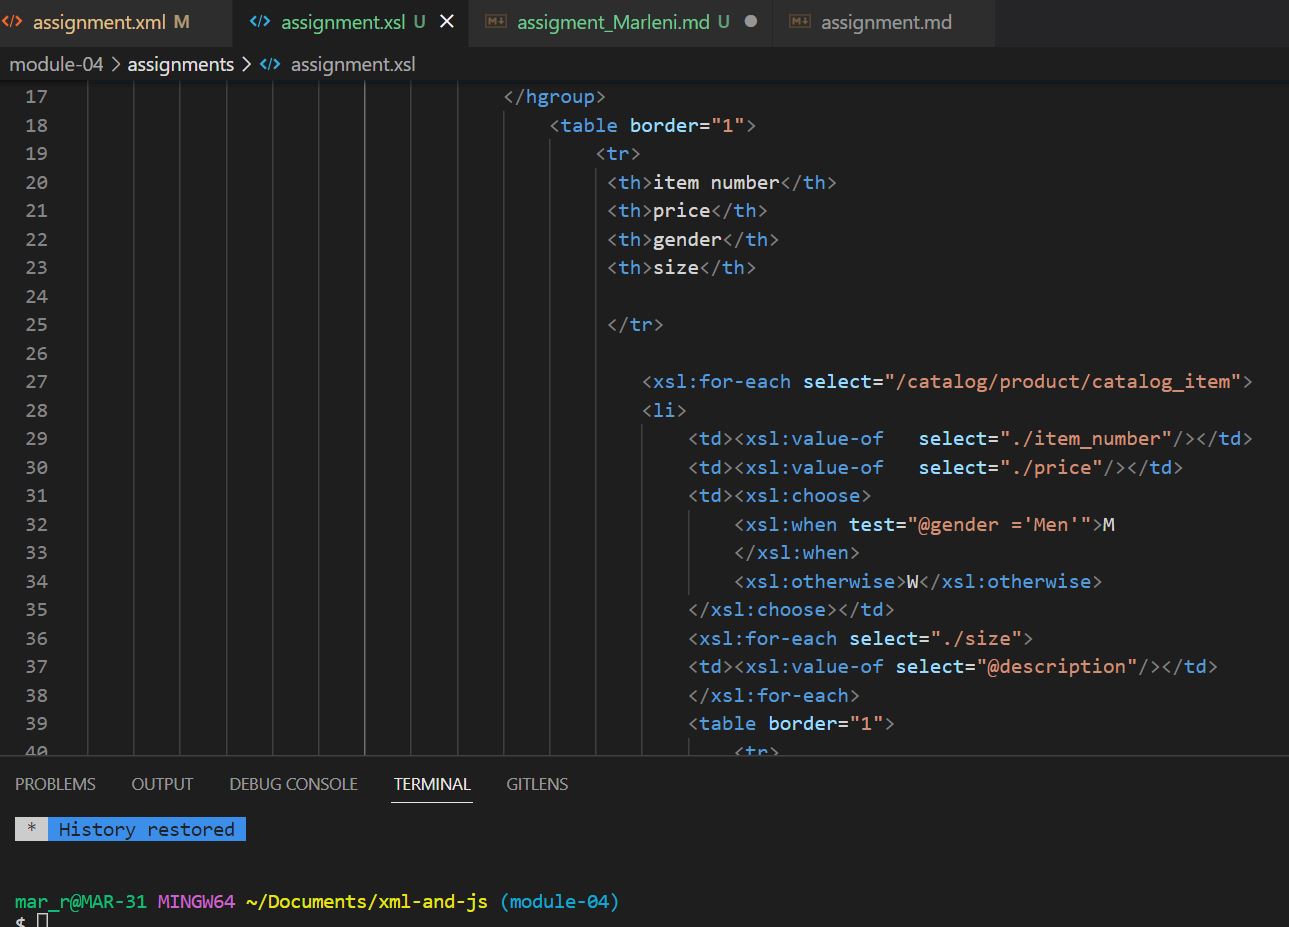 assignment.xml M assignment.xsl U assigment_Marleni.md U assignment.md
module-04 > assignments > assignment.xsl
17 </hgroup>
18 <table border="1">
19 <tr>
20 <th>item number</th>
21 <th>price</th>
22 <th>gender</th>
23 <th>size</th>
24
25 </tr>
26
27 <xsl:for-each select="/catalog/product/catalog_item">
28 <li>
29 <td><xsl:value-of   select="./item_number"/></td>
30 <td><xsl:value-of   select="./price"/></td>
31 <td><xsl:choose>
32 <xsl:when test="@gender ='Men'">M
33 </xsl:when>
34 <xsl:otherwise>W</xsl:otherwise>
35 </xsl:choose></td>
36 <xsl:for-each select="./size">
37 <td><xsl:value-of select="@description"/></td>
38 </xsl:for-each>
39 <table border="1">
40 <tr>
PROBLEMS OUTPUT DEBUG CONSOLE TERMINAL GITLENS
* History restored
mar_r@MAR-31 MINGW64 ~/Documents/xml-and-js (module-04)
$